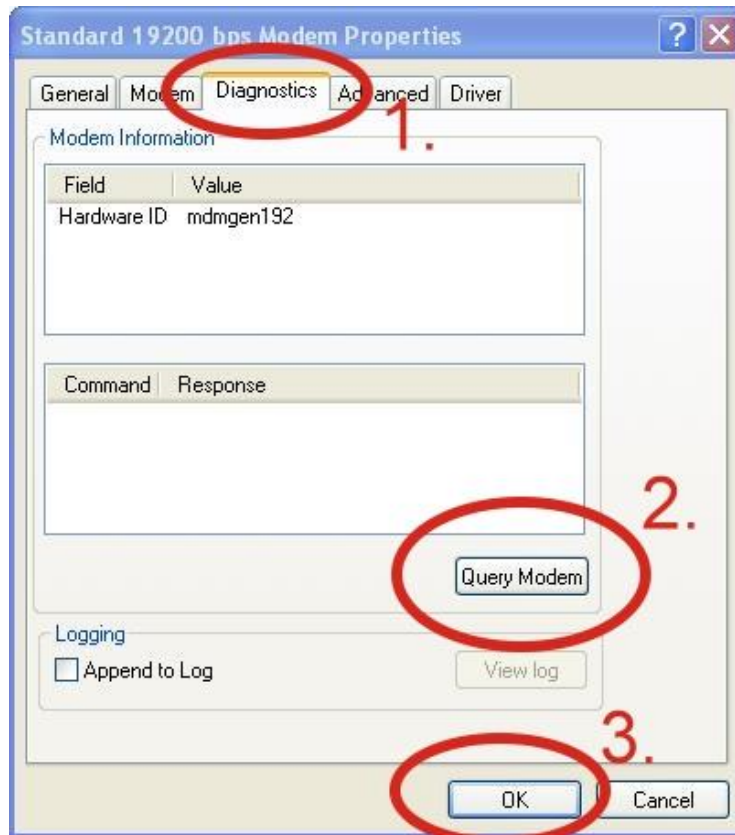 Standard 19200 bps Modem Properties
General Modem Diagnostics Advanced Driver
1.
Modem Information
Field Value
Hardware ID mdmgen192
Command Response
2.
Query Modem
Logging
Append to Log View log
3.
OK Cancel